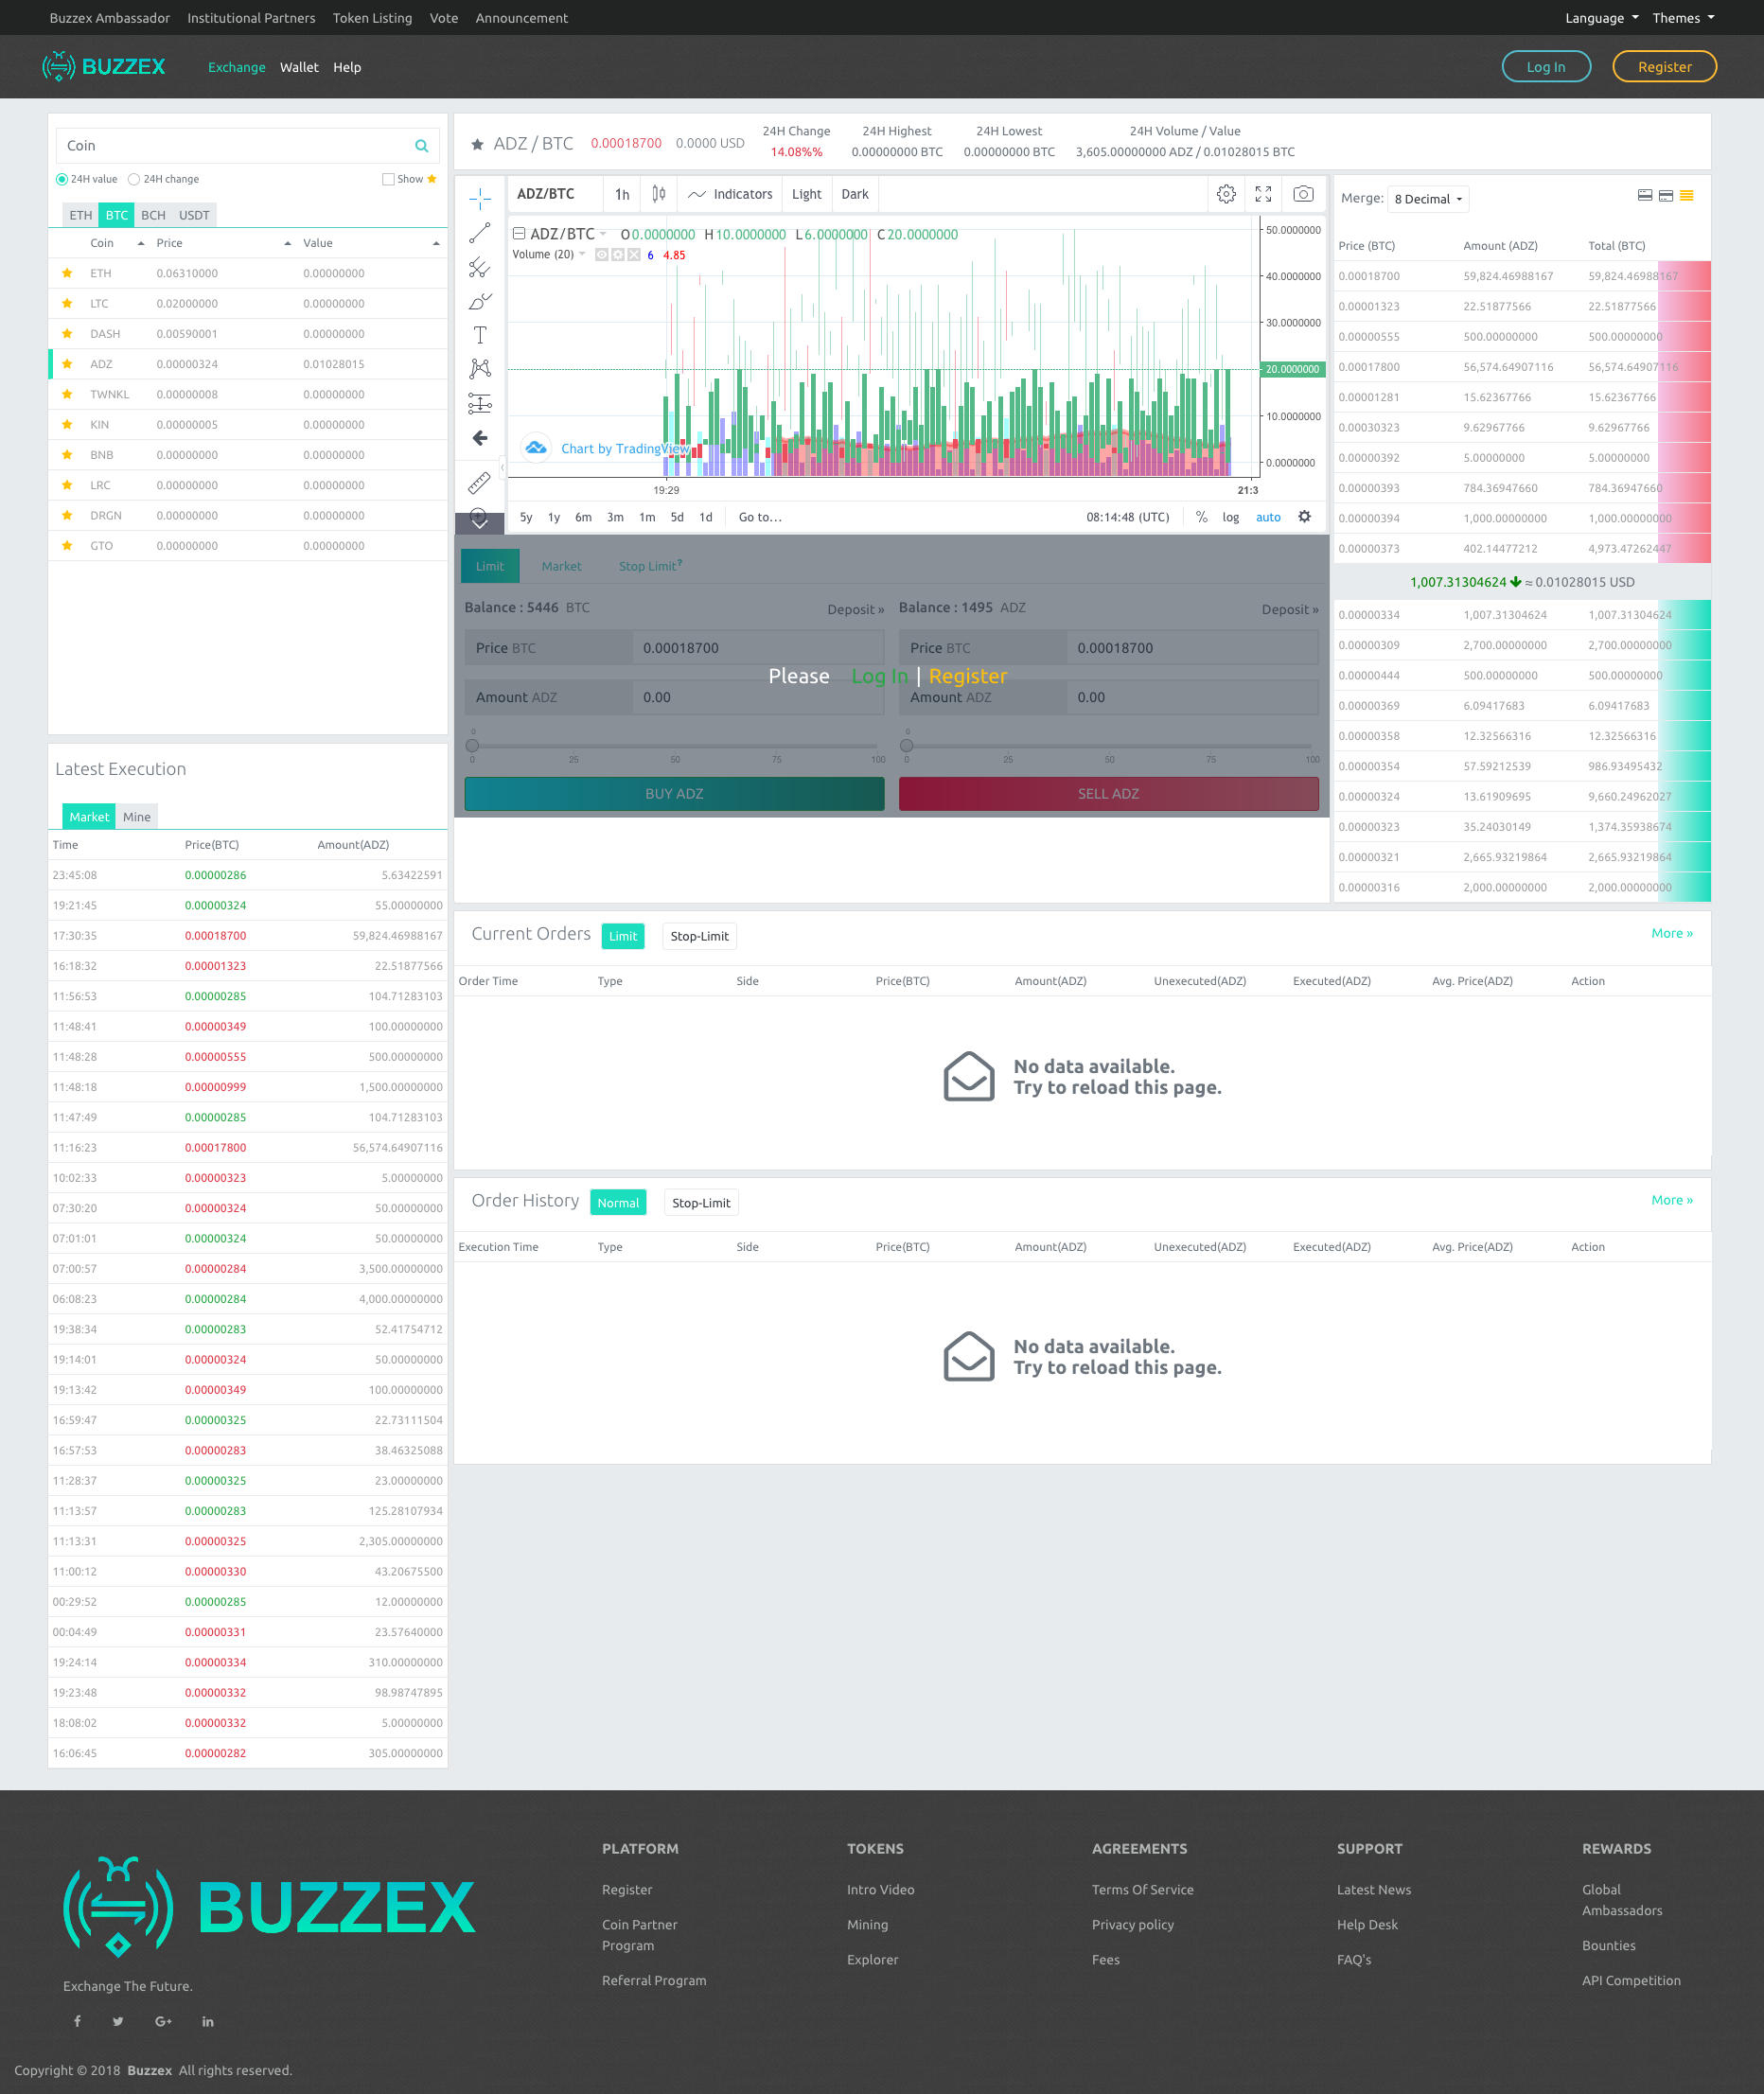 Buzzex Ambassador Institutional Partners Token Listing Vote Announcement Language Themes
BUZZEX Exchange Wallet Help Log In Register
Coin
24H value 24H change Show
ETH BTC BCH USDT
Coin Price Value
ETH 0.06310000 0.00000000
LTC 0.02000000 0.00000000
DASH 0.00590001 0.00000000
ADZ 0.00000324 0.01028015
TWNKL 0.00000008 0.00000000
KIN 0.00000005 0.00000000
BNB 0.00000000 0.00000000
LRC 0.00000000 0.00000000
DRGN 0.00000000 0.00000000
GTO 0.00000000 0.00000000
ADZ / BTC 0.00018700 0.0000 USD
24H Change 24H Highest 24H Lowest 24H Volume / Value
14.08%% 0.00000000 BTC 0.00000000 BTC 3,605.00000000 ADZ / 0.01028015 BTC
ADZ/BTC 1h Indicators Light Dark
ADZ/BTC O0.0000000 H10.0000000 L6.0000000 C20.0000000
Volume (20) 6 4.85
50.0000000
40.0000000
30.0000000
20.0000000
10.0000000
0.0000000
Chart by TradingView
19:29 21:3
5y 1y 6m 3m 1m 5d 1d Go to... 08:14:48 (UTC) % log auto
Limit Market Stop Limit?
Balance : 5446 BTC Deposit » Balance : 1495 ADZ Deposit »
Price BTC 0.00018700 Price BTC 0.00018700
Please Log In | Register
Amount ADZ 0.00 Amount ADZ 0.00
0 0
0 25 50 75 100 0 25 50 75 100
BUY ADZ SELL ADZ
Merge: 8 Decimal
Price (BTC) Amount (ADZ) Total (BTC)
0.00018700 59,824.46988167 59,824.46988167
0.00001323 22.51877566 22.51877566
0.00000555 500.00000000 500.00000000
0.00017800 56,574.64907116 56,574.64907116
0.00001281 15.62367766 15.62367766
0.00030323 9.62967766 9.62967766
0.00000392 5.00000000 5.00000000
0.00000393 784.36947660 784.36947660
0.00000394 1,000.00000000 1,000.00000000
0.00000373 402.14477212 4,973.47262447
1,007.31304624 ≈ 0.01028015 USD
0.00000334 1,007.31304624 1,007.31304624
0.00000309 2,700.00000000 2,700.00000000
0.00000444 500.00000000 500.00000000
0.00000369 6.09417683 6.09417683
0.00000358 12.32566316 12.32566316
0.00000354 57.59212539 986.93495432
0.00000324 13.61909695 9,660.24962027
0.00000323 35.24030149 1,374.35938674
0.00000321 2,665.93219864 2,665.93219864
0.00000316 2,000.00000000 2,000.00000000
Latest Execution
Market Mine
Time Price(BTC) Amount(ADZ)
23:45:08 0.00000286 5.63422591
19:21:45 0.00000324 55.00000000
17:30:35 0.00018700 59,824.46988167
16:18:32 0.00001323 22.51877566
11:56:53 0.00000285 104.71283103
11:48:41 0.00000349 100.00000000
11:48:28 0.00000555 500.00000000
11:48:18 0.00000999 1,500.00000000
11:47:49 0.00000285 104.71283103
11:16:23 0.00017800 56,574.64907116
10:02:33 0.00000323 5.00000000
07:30:20 0.00000324 50.00000000
07:01:01 0.00000324 50.00000000
07:00:57 0.00000284 3,500.00000000
06:08:23 0.00000284 4,000.00000000
19:38:34 0.00000283 52.41754712
19:14:01 0.00000324 50.00000000
19:13:42 0.00000349 100.00000000
16:59:47 0.00000325 22.73111504
16:57:53 0.00000283 38.46325088
11:28:37 0.00000325 23.00000000
11:13:57 0.00000283 125.28107934
11:13:31 0.00000325 2,305.00000000
11:00:12 0.00000330 43.20675500
00:29:52 0.00000285 12.00000000
00:04:49 0.00000331 23.57640000
19:24:14 0.00000334 310.00000000
19:23:48 0.00000332 98.98747895
18:08:02 0.00000332 5.00000000
16:06:45 0.00000282 305.00000000
Current Orders Limit Stop-Limit More »
Order Time Type Side Price(BTC) Amount(ADZ) Unexecuted(ADZ) Executed(ADZ) Avg. Price(ADZ) Action
No data available.
Try to reload this page.
Order History Normal Stop-Limit More »
Execution Time Type Side Price(BTC) Amount(ADZ) Unexecuted(ADZ) Executed(ADZ) Avg. Price(ADZ) Action
No data available.
Try to reload this page.
BUZZEX
Exchange The Future.
PLATFORM
Register
Coin Partner
Program
Referral Program
TOKENS
Intro Video
Mining
Explorer
AGREEMENTS
Terms Of Service
Privacy policy
Fees
SUPPORT
Latest News
Help Desk
FAQ's
REWARDS
Global
Ambassadors
Bounties
API Competition
Copyright © 2018 Buzzex All rights reserved.